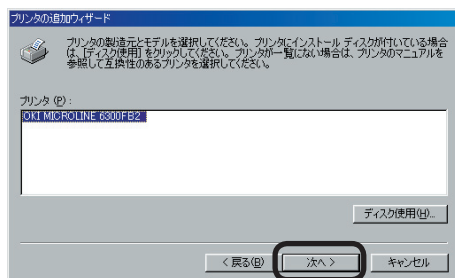 プリンタの追加ウィザード
プリンタの製造元とモデルを選択してください。プリンタにインストール ディスクが付いている場合
は、[ディスク使用] をクリックしてください。プリンタが一覧にない場合は、プリンタのマニュアルを
参照して互換性のあるプリンタを選択してください。
プリンタ (P) :
OKI MICROLINE 6300FB2
ディスク使用(H)...
< 戻る(B)
次へ >
キャンセル